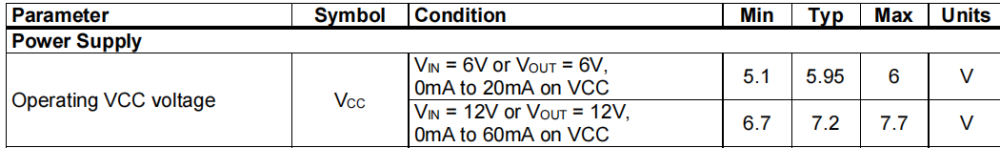 Parameter Symbol Condition Min Typ Max Units
Power Supply
Operating VCC voltage VCC
VIN = 6V or VOUT = 6V,
0mA to 20mA on VCC
5.1 5.95 6 V
VIN = 12V or VOUT = 12V,
0mA to 60mA on VCC
6.7 7.2 7.7 V